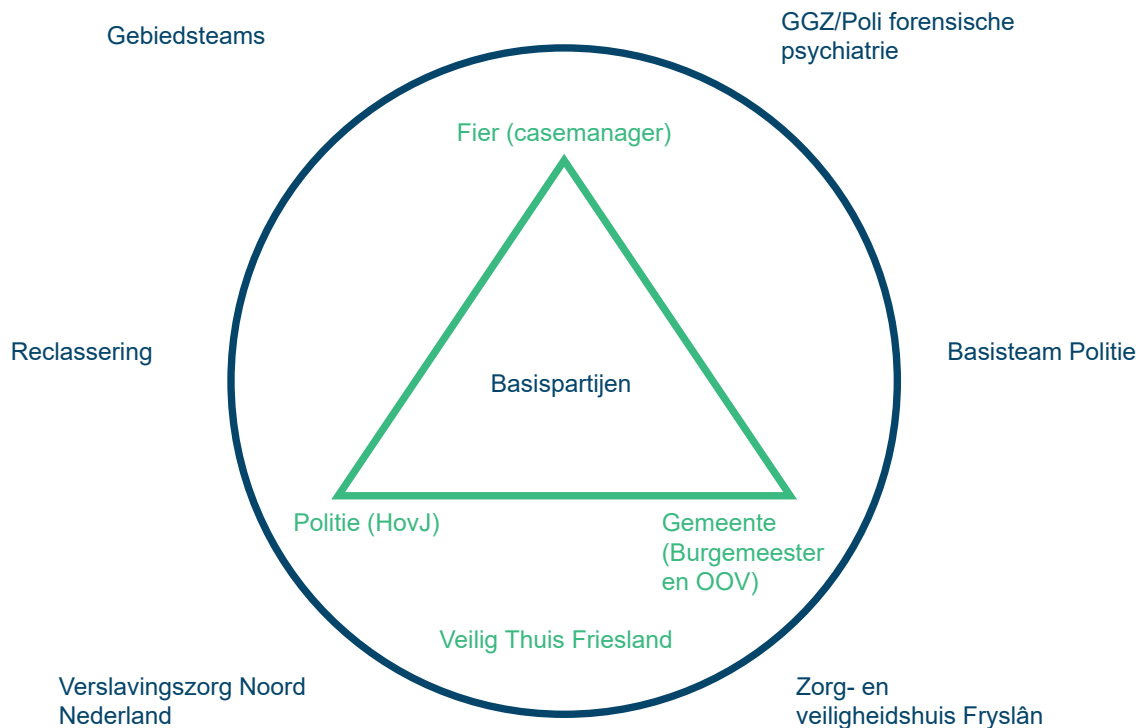 Gebiedsteams
GGZ/Poli forensische
psychiatrie
Fier (casemanager)
Reclassering
Basisteam Politie
Basispartijen
Politie (HovJ)
Gemeente
(Burgemeester
en OOV)
Veilig Thuis Friesland
Verslavingszorg Noord
Nederland
Zorg- en
veiligheidshuis Fryslân